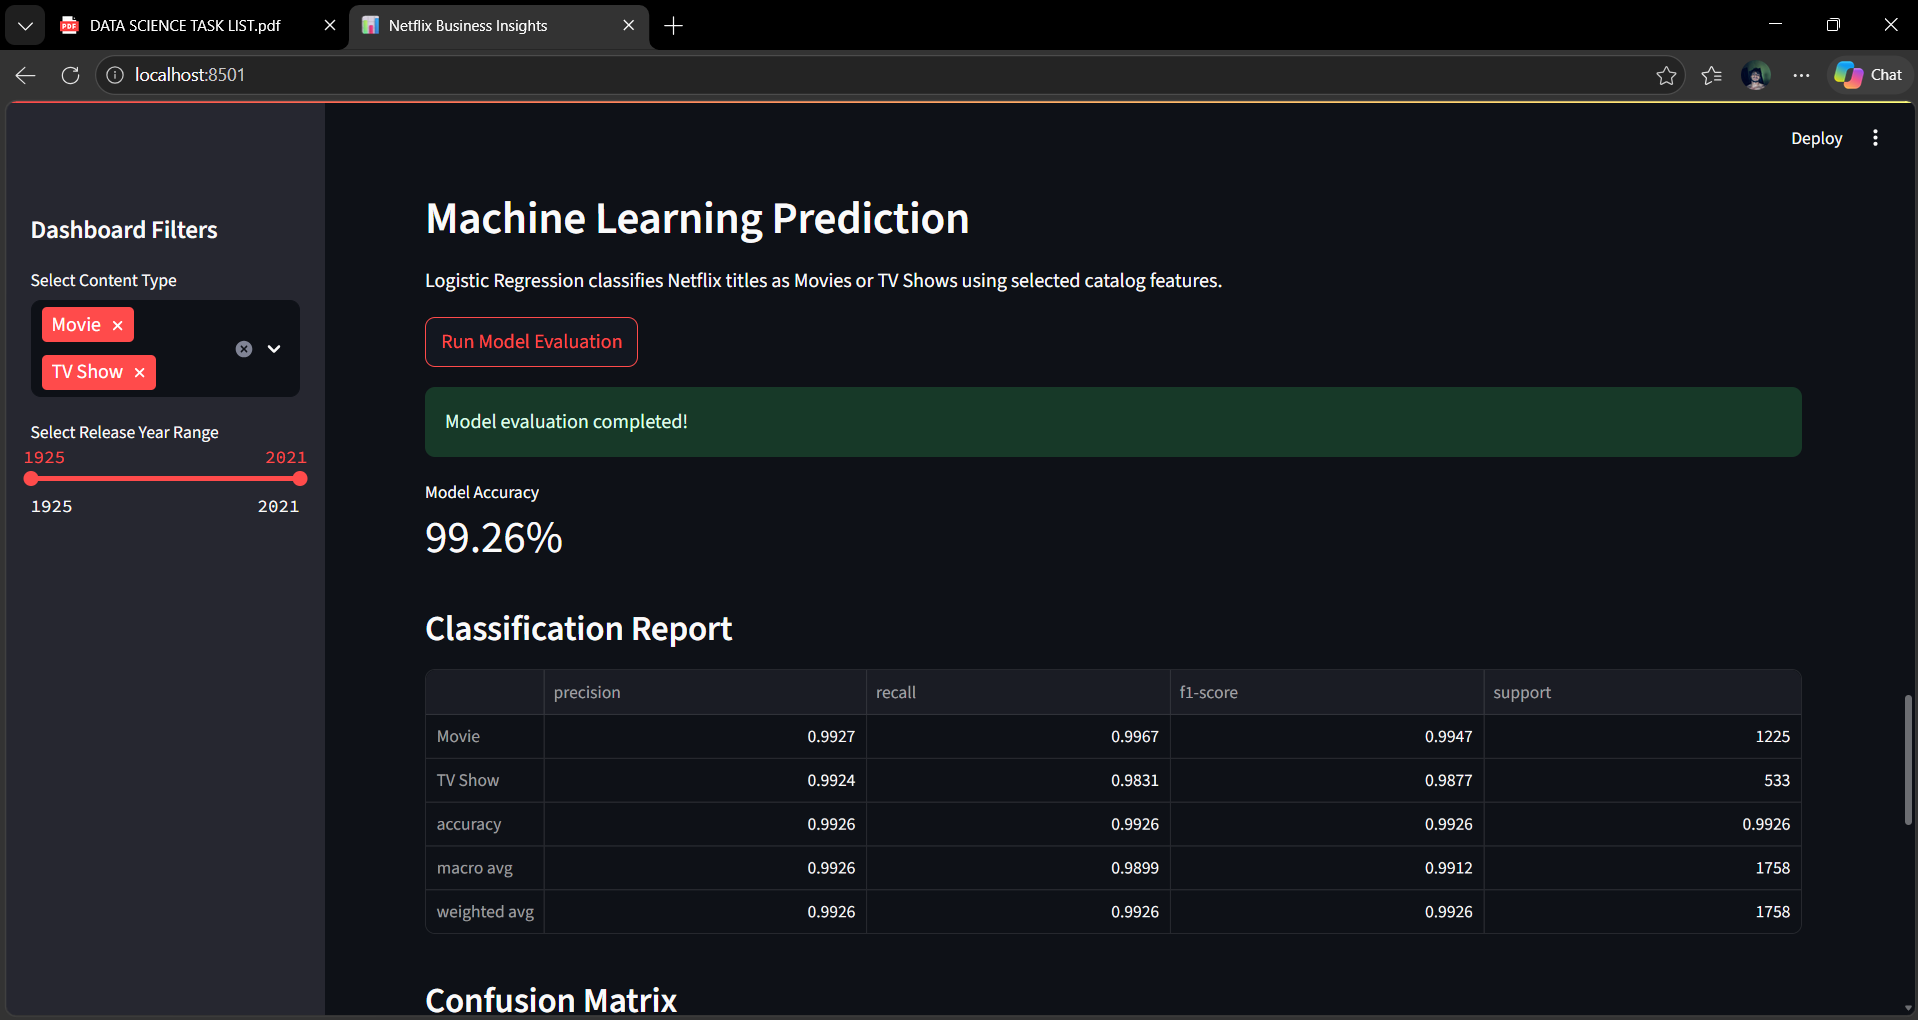 DATA SCIENCE TASK LIST.pdf
Netflix Business Insights
localhost:8501
Chat
Deploy
Dashboard Filters
Select Content Type
Movie
TV Show
Select Release Year Range
1925 2021
1925 2021
Machine Learning Prediction
Logistic Regression classifies Netflix titles as Movies or TV Shows using selected catalog features.
Run Model Evaluation
Model evaluation completed!
Model Accuracy
99.26%
Classification Report
precision recall f1-score support
Movie 0.9927 0.9967 0.9947 1225
TV Show 0.9924 0.9831 0.9877 533
accuracy 0.9926 0.9926 0.9926 0.9926
macro avg 0.9926 0.9899 0.9912 1758
weighted avg 0.9926 0.9926 0.9926 1758
Confusion Matrix